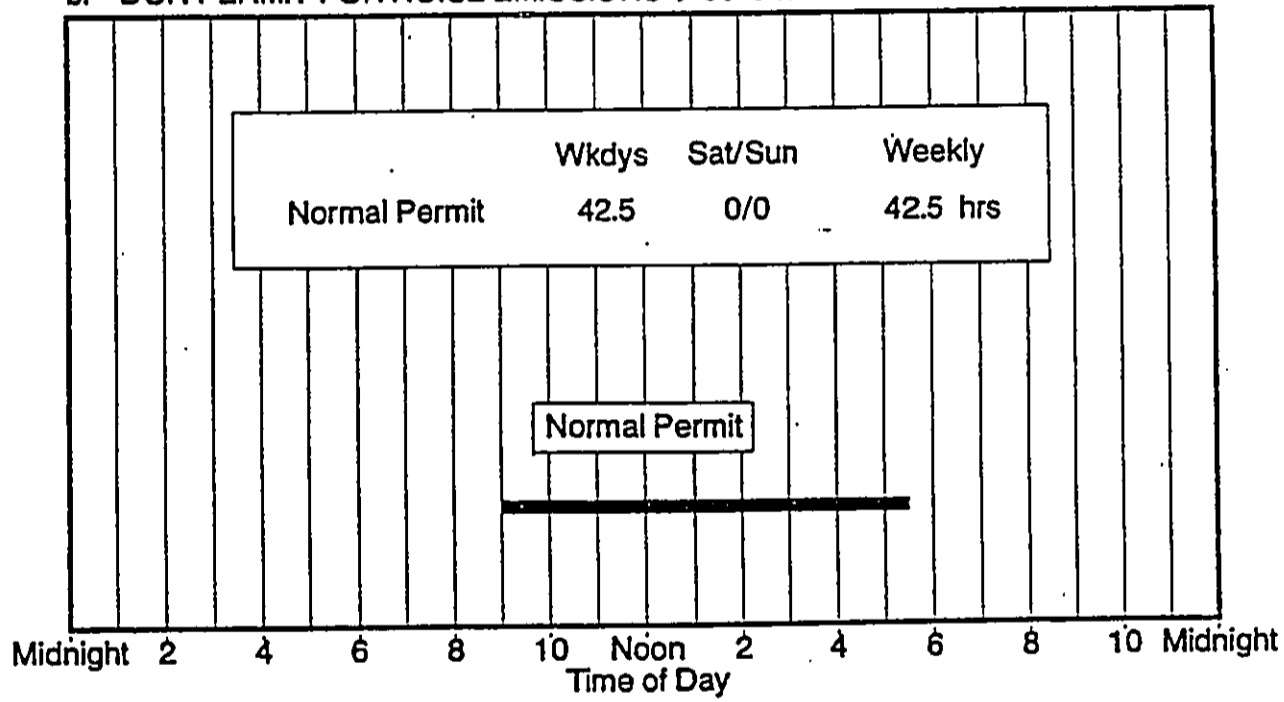 Wkdys Sat/Sun Weekly
Normal Permit 42.5 0/0 42.5 hrs
Normal Permit
Midnight 2 4 6 8 10 Noon 2 4 6 8 10 Midnight
Time of Day